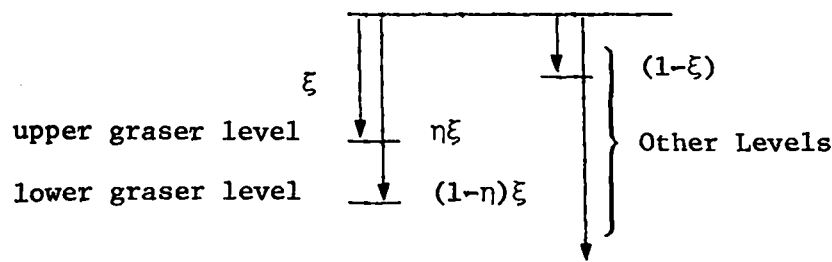 (1-ξ)
ξ
upper graser level ηξ
Other Levels
lower graser level (1-η)ξ